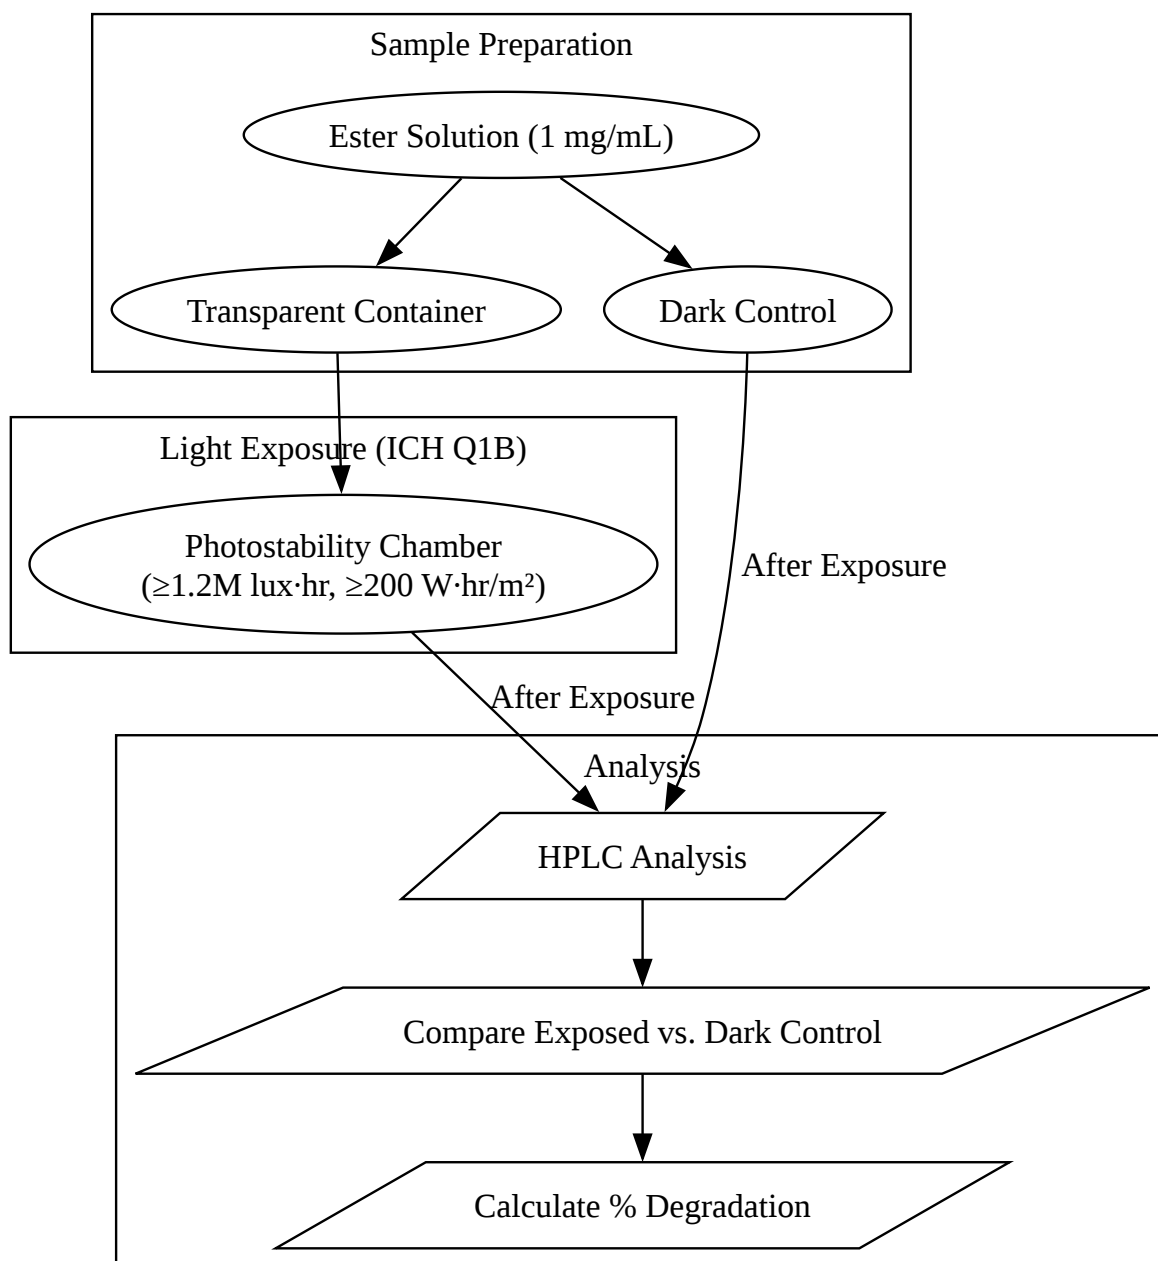 Sample Preparation
Ester Solution (1 mg/mL)
Transparent Container
Dark Control
Light Exposure (ICH Q1B)
Photostability Chamber
(≥1.2M lux·hr, ≥200 W·hr/m²)
After Exposure
After Exposure
Analysis
HPLC Analysis
Compare Exposed vs. Dark Control
Calculate % Degradation